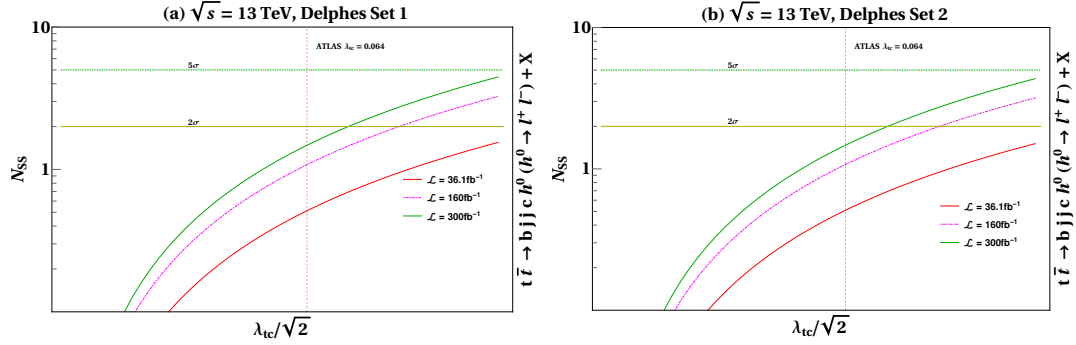 (a) √s = 13 TeV, Delphes Set 1
10
ATLAS λtc = 0.064
5σ
2σ
NSS
1
ℒ = 36.1fb⁻¹
ℒ = 160fb⁻¹
ℒ = 300fb⁻¹
λtc/√2
t t̄ → b j j c h⁰ (h⁰ → l⁺ l⁻) + X
(b) √s = 13 TeV, Delphes Set 2
10
ATLAS λtc = 0.064
5σ
2σ
NSS
1
ℒ = 36.1fb⁻¹
ℒ = 160fb⁻¹
ℒ = 300fb⁻¹
λtc/√2
t t̄ → b j j c h⁰ (h⁰ → l⁺ l⁻) + X